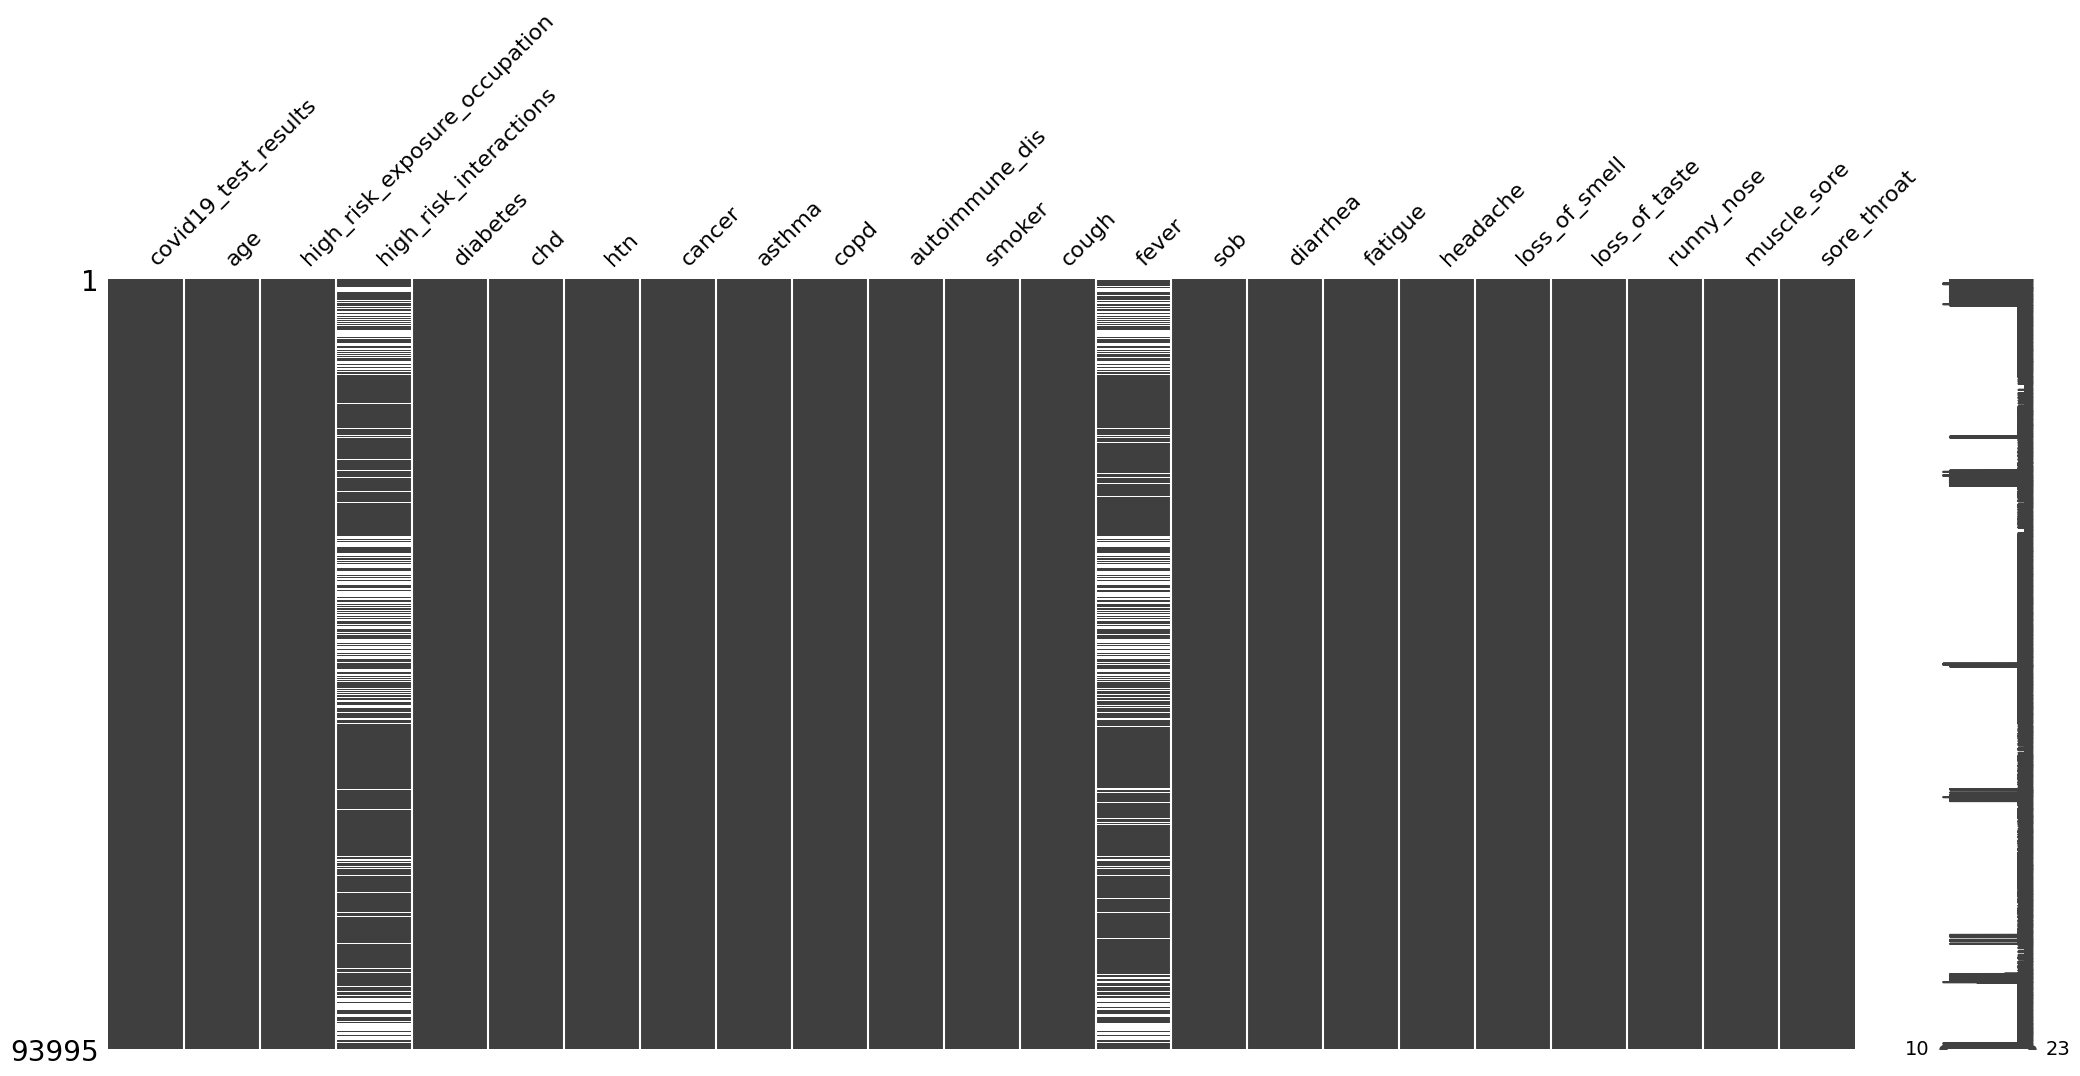 covid19_test_results
age
high_risk_exposure_occupation
high_risk_interactions
diabetes
chd
htn
cancer
asthma
copd
autoimmune_dis
smoker
cough
fever
sob
diarrhea
fatigue
headache
loss_of_smell
loss_of_taste
runny_nose
muscle_sore
sore_throat
1
93995
10
23